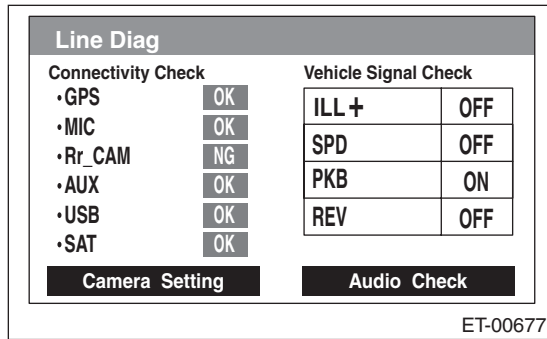 Line Diag
Connectivity Check
•GPS OK
•MIC OK
•Rr_CAM NG
•AUX OK
•USB OK
•SAT OK
Camera Setting
Vehicle Signal Check
ILL+ OFF
SPD OFF
PKB ON
REV OFF
Audio Check
ET-00677